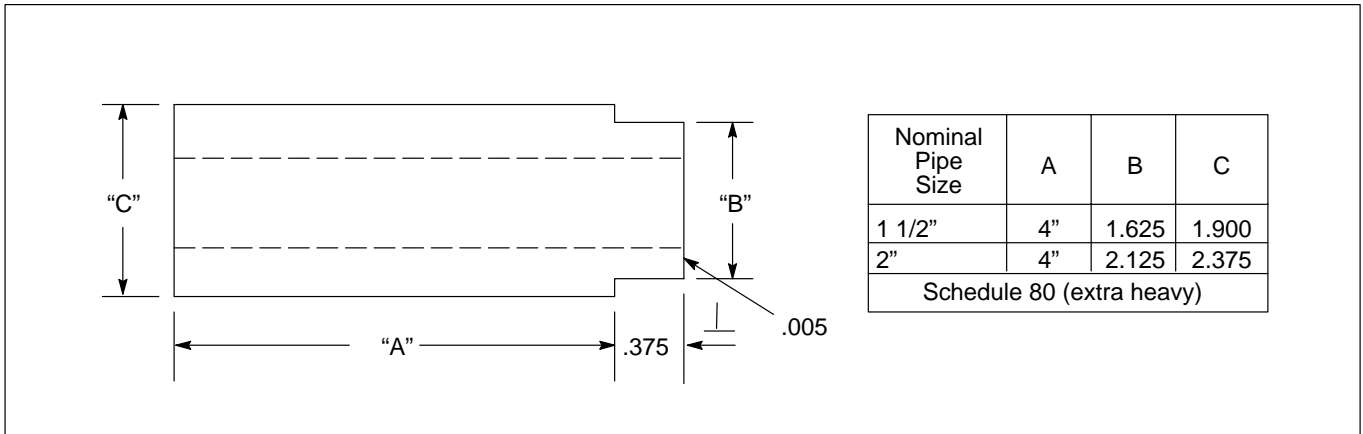 “C”
“B”
“A”
.375
.005
Nominal Pipe Size A B C
1 1/2” 4” 1.625 1.900
2” 4” 2.125 2.375
Schedule 80 (extra heavy)